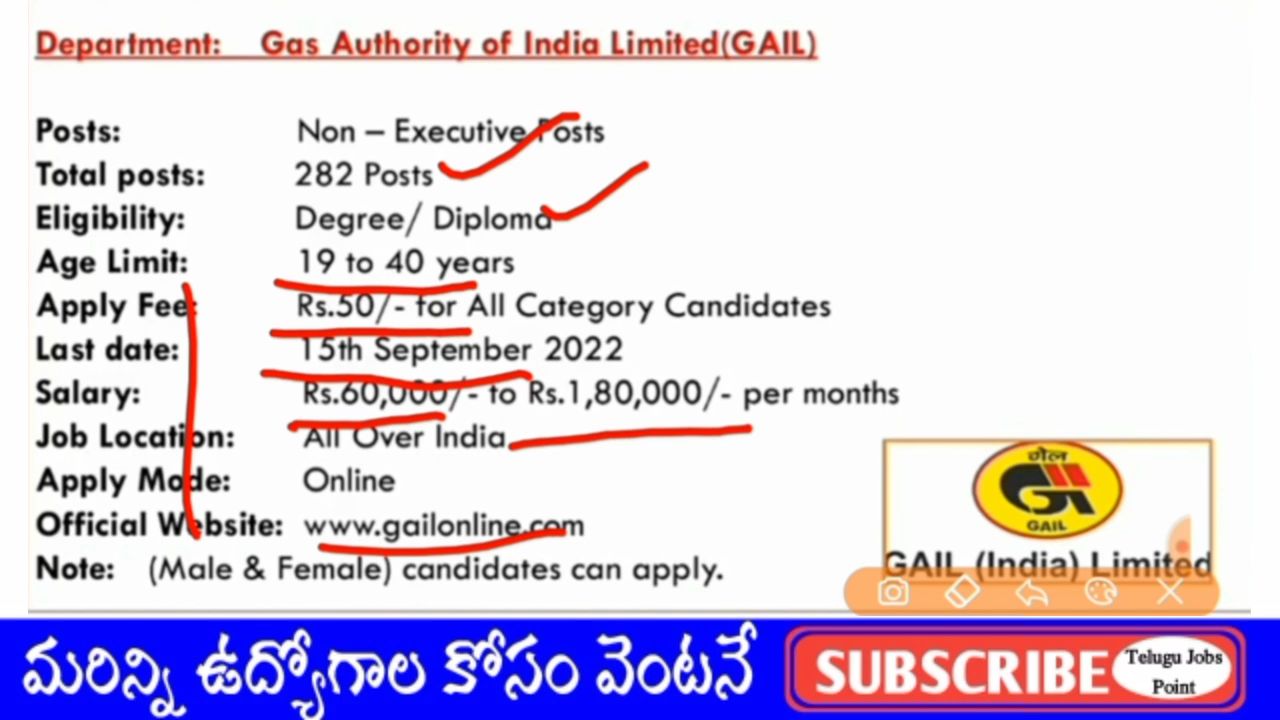 Department: Gas Authority of India Limited(GAIL)
Posts: Non – Executive Posts
Total posts: 282 Posts
Eligibility: Degree/ Diploma
Age Limit: 19 to 40 years
Apply Fee: Rs.50/- for All Category Candidates
Last date: 15th September 2022
Salary: Rs.60,000/- to Rs.1,80,000/- per months
Job Location: All Over India
Apply Mode: Online
Official Website: www.gailonline.com
Note: (Male & Female) candidates can apply.
गेल
GAIL
GAIL (India) Limited
మరిన్ని ఉద్యోగాల కోసం వెంటనే
SUBSCRIBE
Telugu Jobs
Point